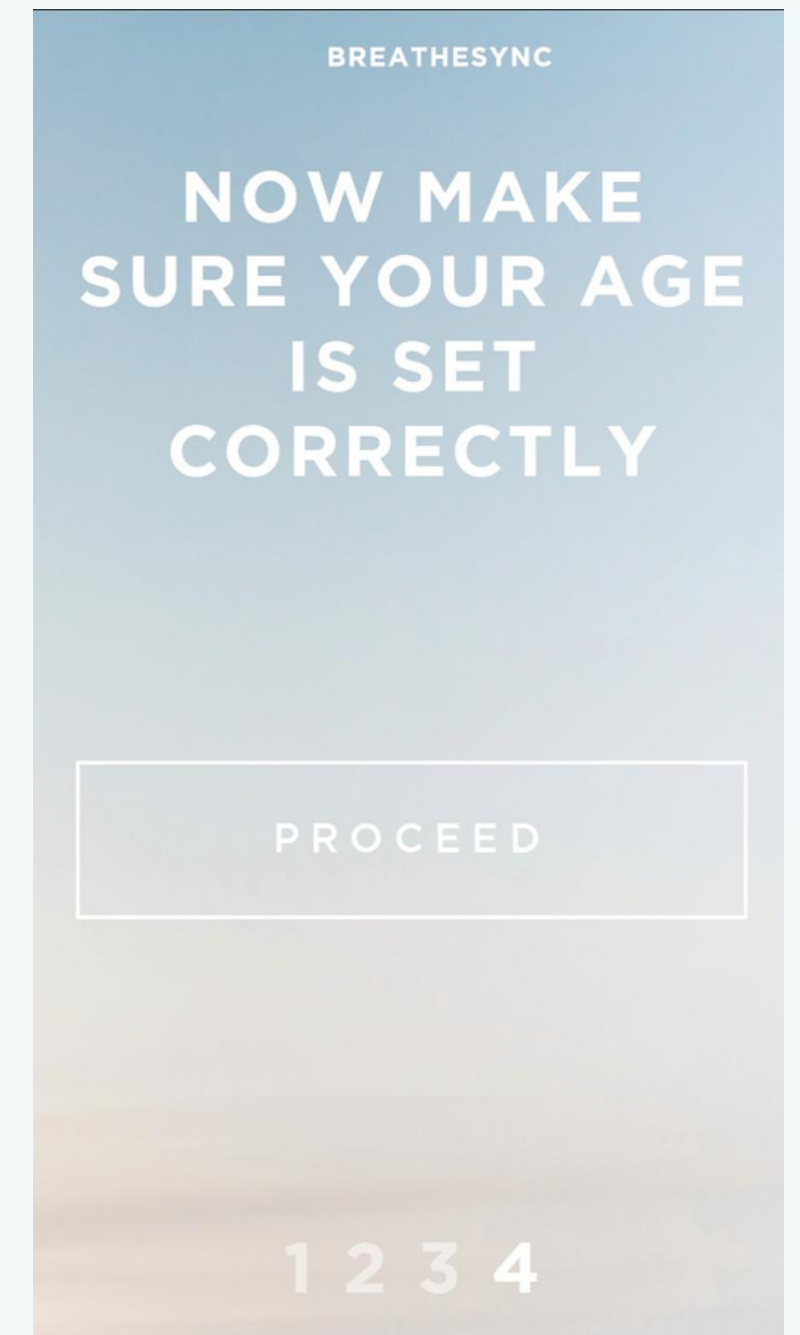 BREATHESYNC
NOW MAKE
SURE YOUR AGE
IS SET
CORRECTLY
PROCEED
1 2 3 4